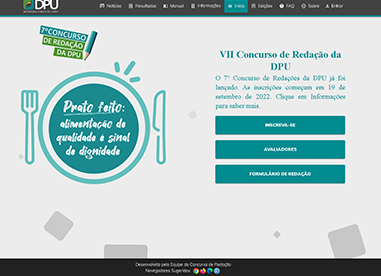 DPU
Notícias
Resultados
Manual
Informações
Início
Edições
FAQ
Sobre
Entrar
7º CONCURSO
DE REDAÇÃO
DA DPU
Prato feito:
alimentação de
qualidade é sinal
de dignidade
VII Concurso de Redação da
DPU
O 7º Concurso de Redações da DPU já foi
lançado. As inscrições começam em 19 de
setembro de 2022. Clique em Informações
para saber mais.
INSCREVA-SE
AVALIADORES
FORMULÁRIO DE REDAÇÃO
Desenvolvido pela Equipe do Concurso de Redação
Navegadores Sugeridos: